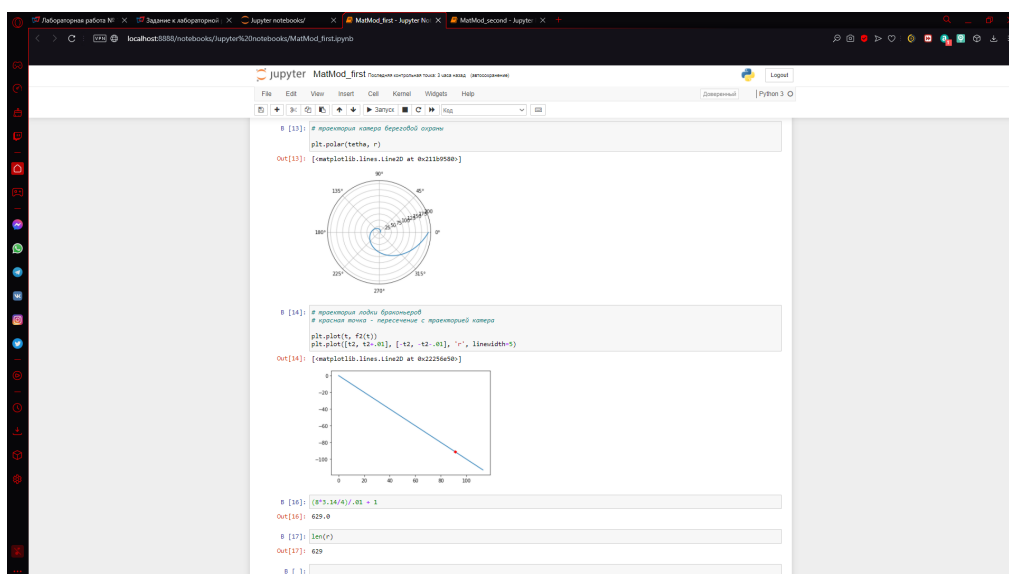 Лабораторная работа №
Задание к лабораторной
Jupyter notebooks/
MatMod_first - Jupyter No
MatMod_second - Jupyter
VPN
localhost:8888/notebooks/Jupyter%20notebooks/MatMod_first.ipynb
jupyter MatMod_first Последняя контрольная точка: 3 часа назад (автосохранение)
Logout
File Edit View Insert Cell Kernel Widgets Help
Доверенный
Python 3
Запуск
Код
В [13]: # траектория катера береговой охраны
plt.polar(tetha, r)
Out[13]: [<matplotlib.lines.Line2D at 0x211b9580>]
90°
135° 45°
180° 0°
225° 315°
270°
В [14]: # траектория лодки браконьеров
# красная точка - пересечение с траекторией катера
plt.plot(t, f2(t))
plt.plot([t2, t2+.01], [-t2, -t2-.01], 'r', linewidth=5)
Out[14]: [<matplotlib.lines.Line2D at 0x22256e50>]
0
−20
−40
−60
−80
−100
0 20 40 60 80 100
В [16]: (8*3.14/4)/.01 + 1
Out[16]: 629.0
В [17]: len(r)
Out[17]: 629
В [ ]: